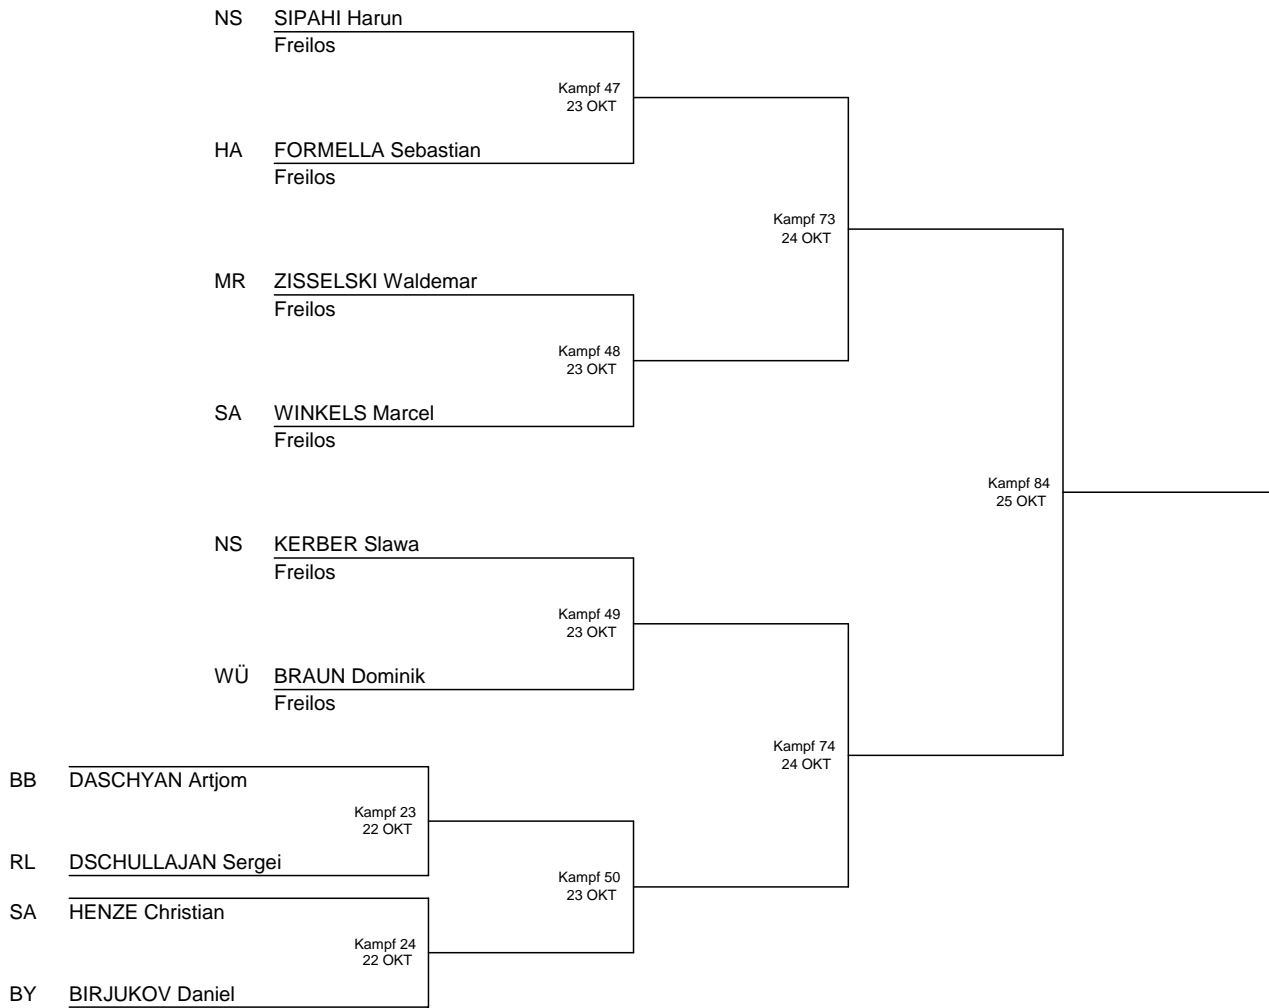 NS SIPAHI Harun
Freilos
Kampf 47
23 OKT
HA FORMELLA Sebastian
Freilos
Kampf 73
24 OKT
MR ZISSELSKI Waldemar
Freilos
Kampf 48
23 OKT
SA WINKELS Marcel
Freilos
Kampf 84
25 OKT
NS KERBER Slawa
Freilos
Kampf 49
23 OKT
WÜ BRAUN Dominik
Freilos
Kampf 74
24 OKT
BB DASCHYAN Artjom
Kampf 23
22 OKT
RL DSCHULLAJAN Sergei
Kampf 50
23 OKT
SA HENZE Christian
Kampf 24
22 OKT
BY BIRJUKOV Daniel